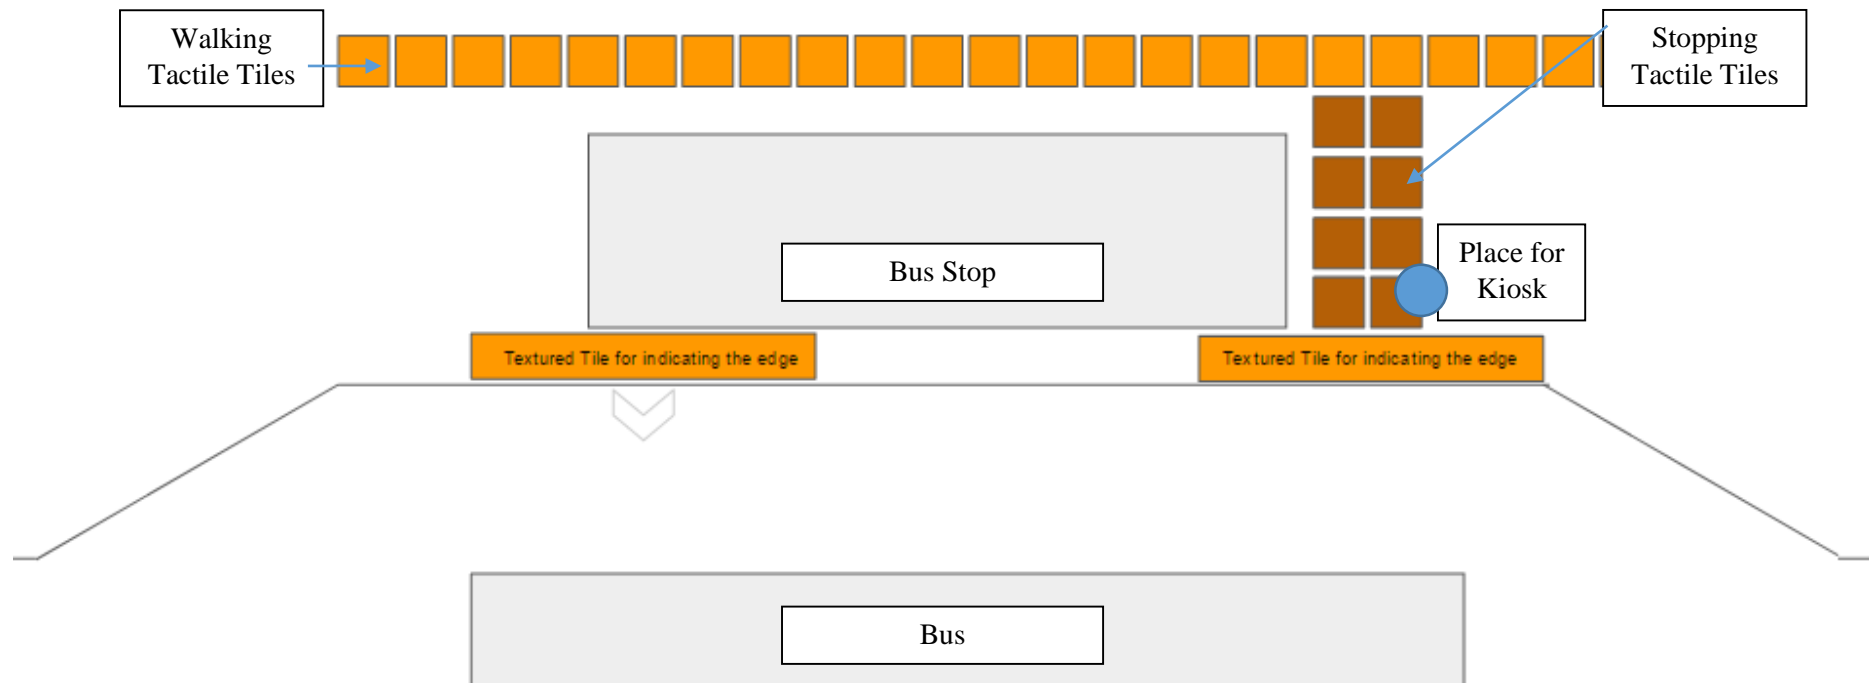 Walking
Tactile Tiles
Stopping
Tactile Tiles
Bus Stop
Place for
Kiosk
Textured Tile for indicating the edge
Textured Tile for indicating the edge
Bus